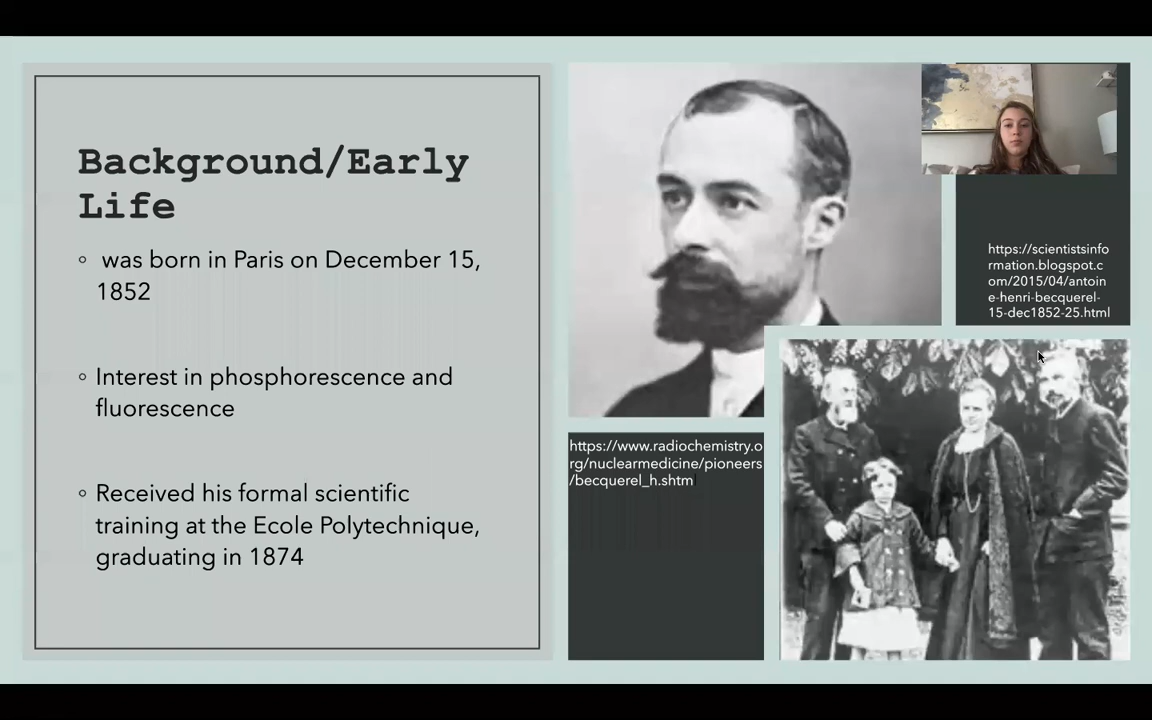 Background/Early
Life
◦ was born in Paris on December 15,
1852
◦ Interest in phosphorescence and
fluorescence
◦ Received his formal scientific
training at the Ecole Polytechnique,
graduating in 1874
https://scientistsinfo
rmation.blogspot.c
om/2015/04/antoin
e-henri-becquerel-
15-dec1852-25.html
https://www.radiochemistry.o
rg/nuclearmedicine/pioneers
/becquerel_h.shtm